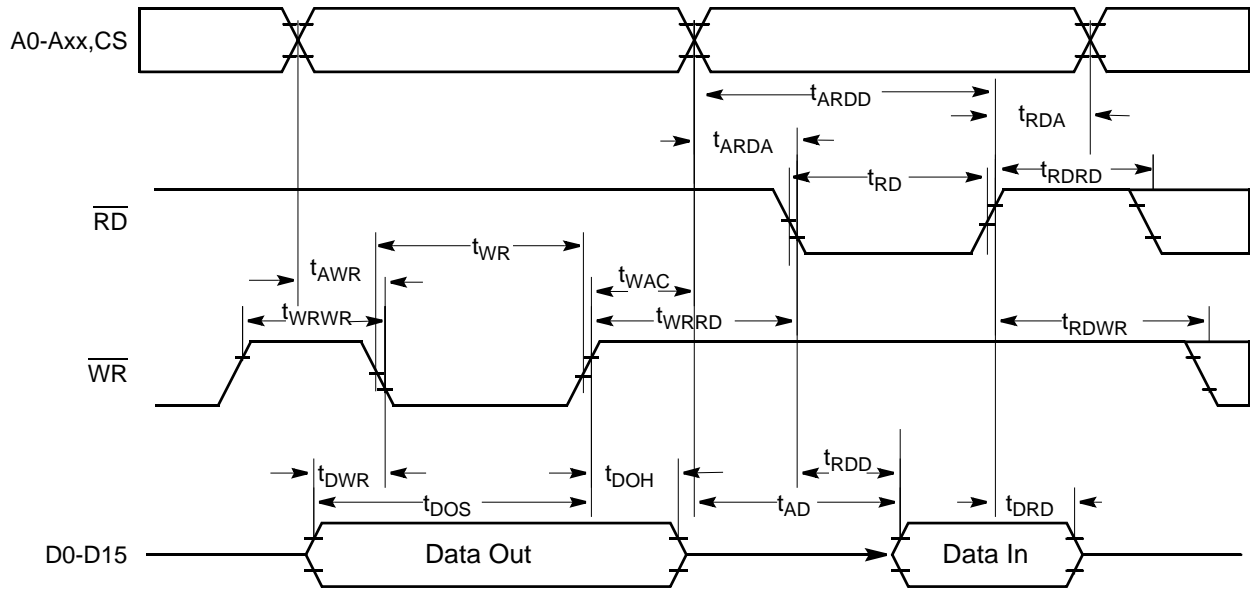 A0-Axx,CS
tARDD
tRDA
tARDA
tRD
tRDRD
RD
tWR
tAWR
tWAC
tWRWR
tWRRD
tRDWR
WR
tRDD
tDWR
tDOH
tDOS
tAD
tDRD
D0-D15
Data Out
Data In